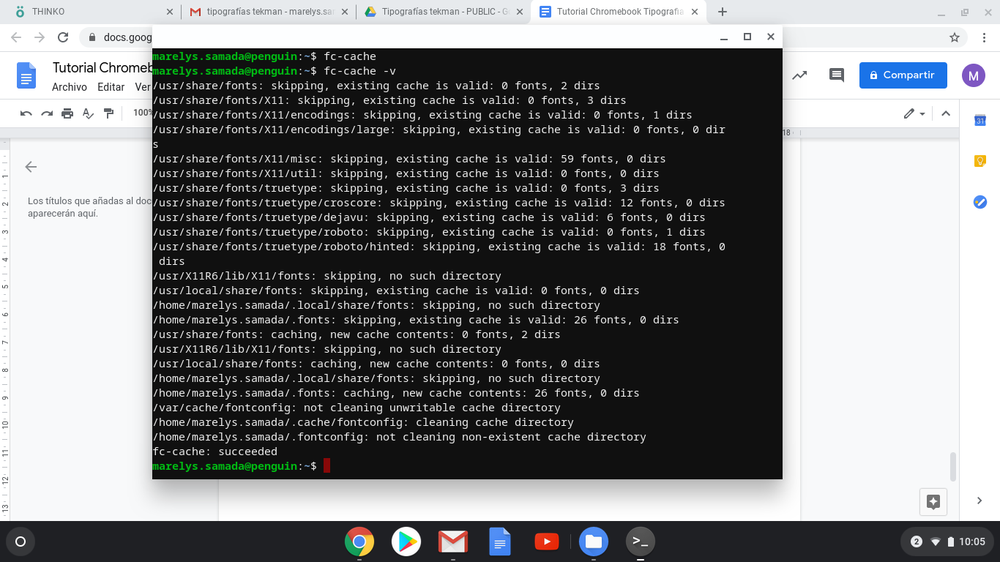 THINKO
tipografías tekman - marelys.sar
Tipografías tekman - PUBLIC - G
Tutorial Chromebook Tipografia
docs.goog
Tutorial Chromeb
Archivo Editar Ver
Compartir
M
100%
18
31
Los títulos que añadas al doc
aparecerán aquí.
1
2
3
4
5
6
7
8
9
10
11
12
13
marelys.samada@penguin:~$ fc-cache
marelys.samada@penguin:~$ fc-cache -v
/usr/share/fonts: skipping, existing cache is valid: 0 fonts, 2 dirs
/usr/share/fonts/X11: skipping, existing cache is valid: 0 fonts, 3 dirs
/usr/share/fonts/X11/encodings: skipping, existing cache is valid: 0 fonts, 1 dirs
/usr/share/fonts/X11/encodings/large: skipping, existing cache is valid: 0 fonts, 0 dir
s
/usr/share/fonts/X11/misc: skipping, existing cache is valid: 59 fonts, 0 dirs
/usr/share/fonts/X11/util: skipping, existing cache is valid: 0 fonts, 0 dirs
/usr/share/fonts/truetype: skipping, existing cache is valid: 0 fonts, 3 dirs
/usr/share/fonts/truetype/croscore: skipping, existing cache is valid: 12 fonts, 0 dirs
/usr/share/fonts/truetype/dejavu: skipping, existing cache is valid: 6 fonts, 0 dirs
/usr/share/fonts/truetype/roboto: skipping, existing cache is valid: 0 fonts, 1 dirs
/usr/share/fonts/truetype/roboto/hinted: skipping, existing cache is valid: 18 fonts, 0
 dirs
/usr/X11R6/lib/X11/fonts: skipping, no such directory
/usr/local/share/fonts: skipping, existing cache is valid: 0 fonts, 0 dirs
/home/marelys.samada/.local/share/fonts: skipping, no such directory
/home/marelys.samada/.fonts: skipping, existing cache is valid: 26 fonts, 0 dirs
/usr/share/fonts: caching, new cache contents: 0 fonts, 2 dirs
/usr/X11R6/lib/X11/fonts: skipping, no such directory
/usr/local/share/fonts: caching, new cache contents: 0 fonts, 0 dirs
/home/marelys.samada/.local/share/fonts: skipping, no such directory
/home/marelys.samada/.fonts: caching, new cache contents: 26 fonts, 0 dirs
/var/cache/fontconfig: not cleaning unwritable cache directory
/home/marelys.samada/.cache/fontconfig: cleaning cache directory
/home/marelys.samada/.fontconfig: not cleaning non-existent cache directory
fc-cache: succeeded
marelys.samada@penguin:~$
>_
2
10:05